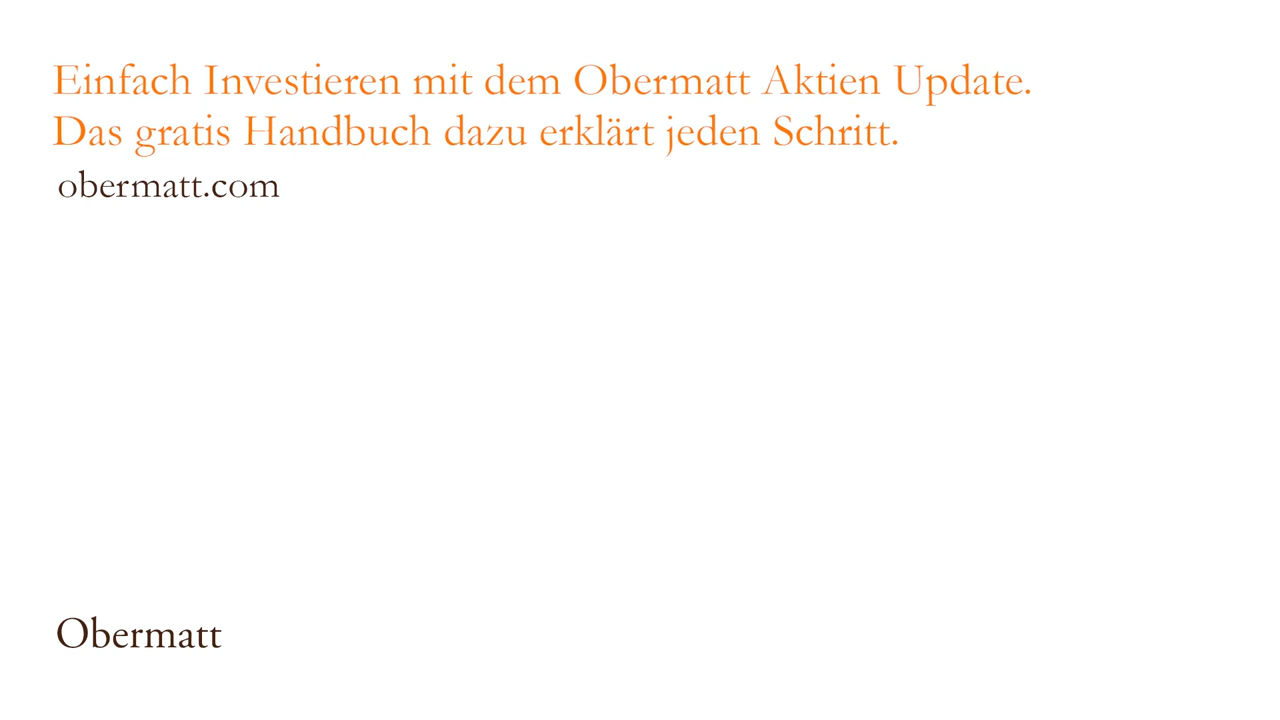 Einfach Investieren mit dem Obermatt Aktien Update.
Das gratis Handbuch dazu erklärt jeden Schritt.
obermatt.com
Obermatt